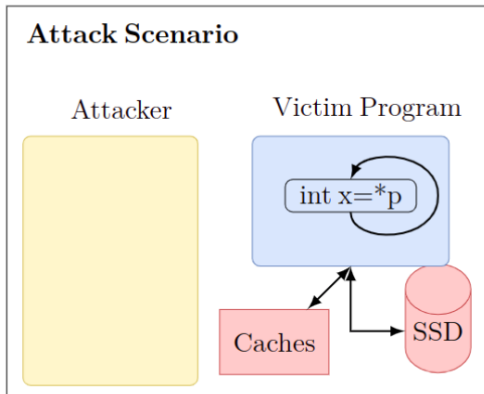 Attack Scenario
Attacker
Victim Program
int x=*p
Caches
SSD